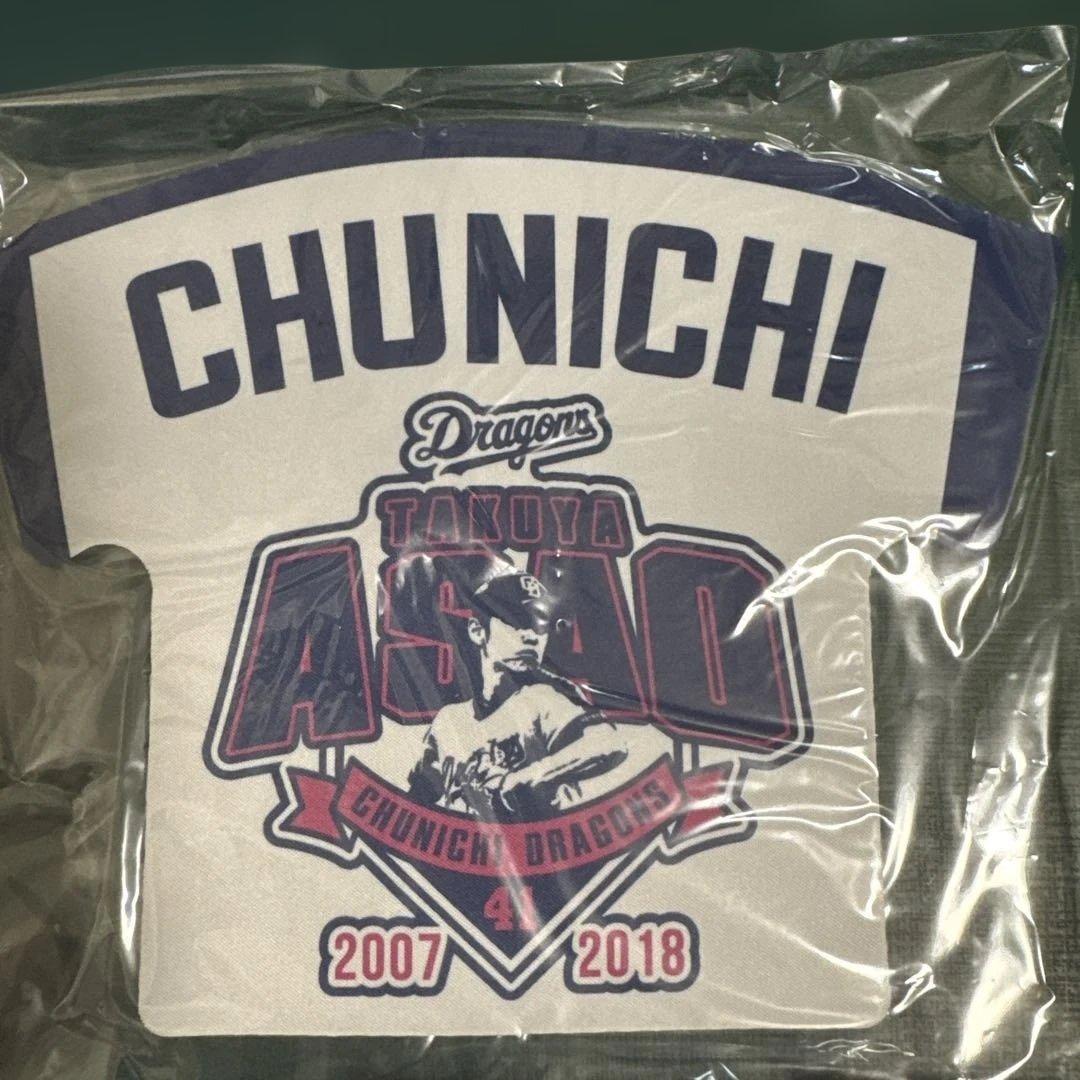 CHUNICHI
Dragons
TAKUYA
ASAO
CHUNICHI DRAGONS
41
2007 2018